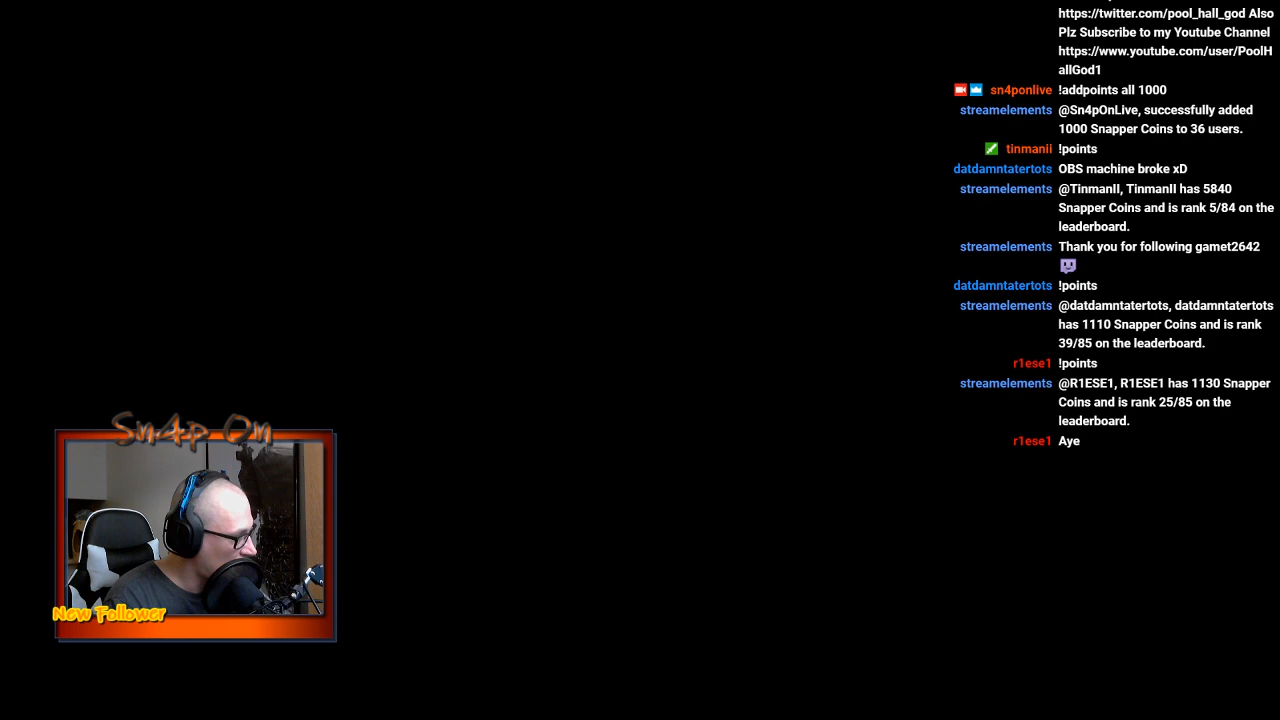 https://twitter.com/pool_hall_god Also
Plz Subscribe to my Youtube Channel
https://www.youtube.com/user/PoolH
allGod1
sn4ponlive !addpoints all 1000
streamelements @Sn4pOnLive, successfully added
1000 Snapper Coins to 36 users.
tinmanii !points
datdamntatertots OBS machine broke xD
streamelements @TinmanII, TinmanII has 5840
Snapper Coins and is rank 5/84 on the
leaderboard.
streamelements Thank you for following gamet2642
datdamntatertots !points
streamelements @datdamntatertots, datdamntatertots
has 1110 Snapper Coins and is rank
39/85 on the leaderboard.
r1ese1 !points
streamelements @R1ESE1, R1ESE1 has 1130 Snapper
Coins and is rank 25/85 on the
leaderboard.
r1ese1 Aye
Sn4p On
New Follower